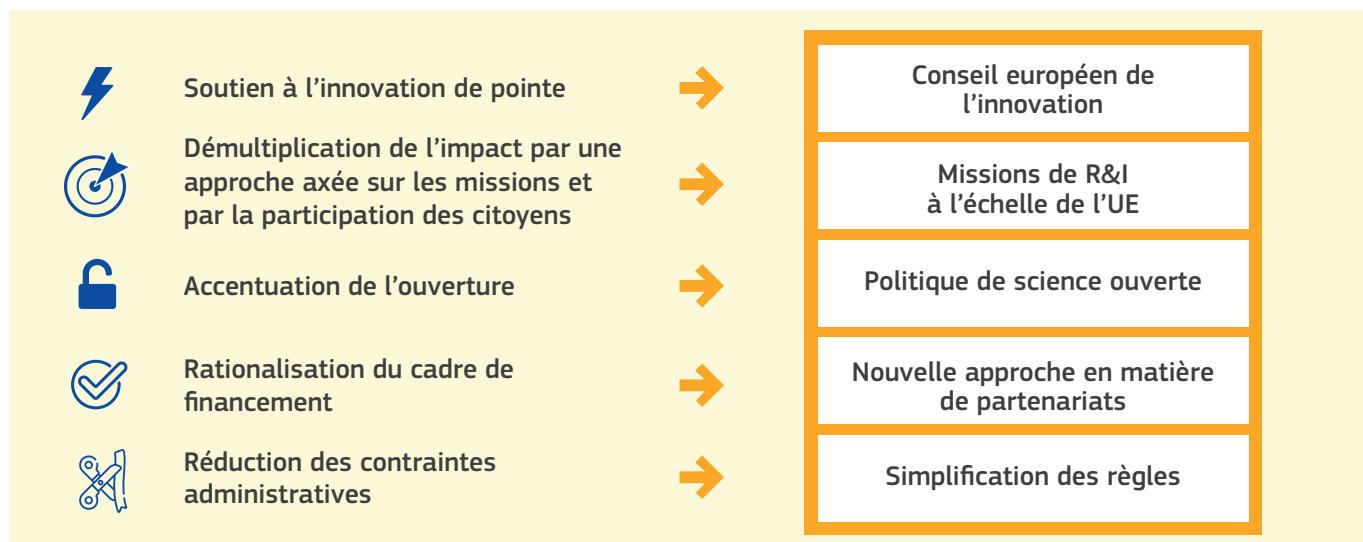 Soutien à l’innovation de pointe
Conseil européen de
l’innovation
Démultiplication de l’impact par une
approche axée sur les missions et
par la participation des citoyens
Missions de R&I
à l’échelle de l’UE
Accentuation de l’ouverture
Politique de science ouverte
Rationalisation du cadre de
financement
Nouvelle approche en matière
de partenariats
Réduction des contraintes
administratives
Simplification des règles